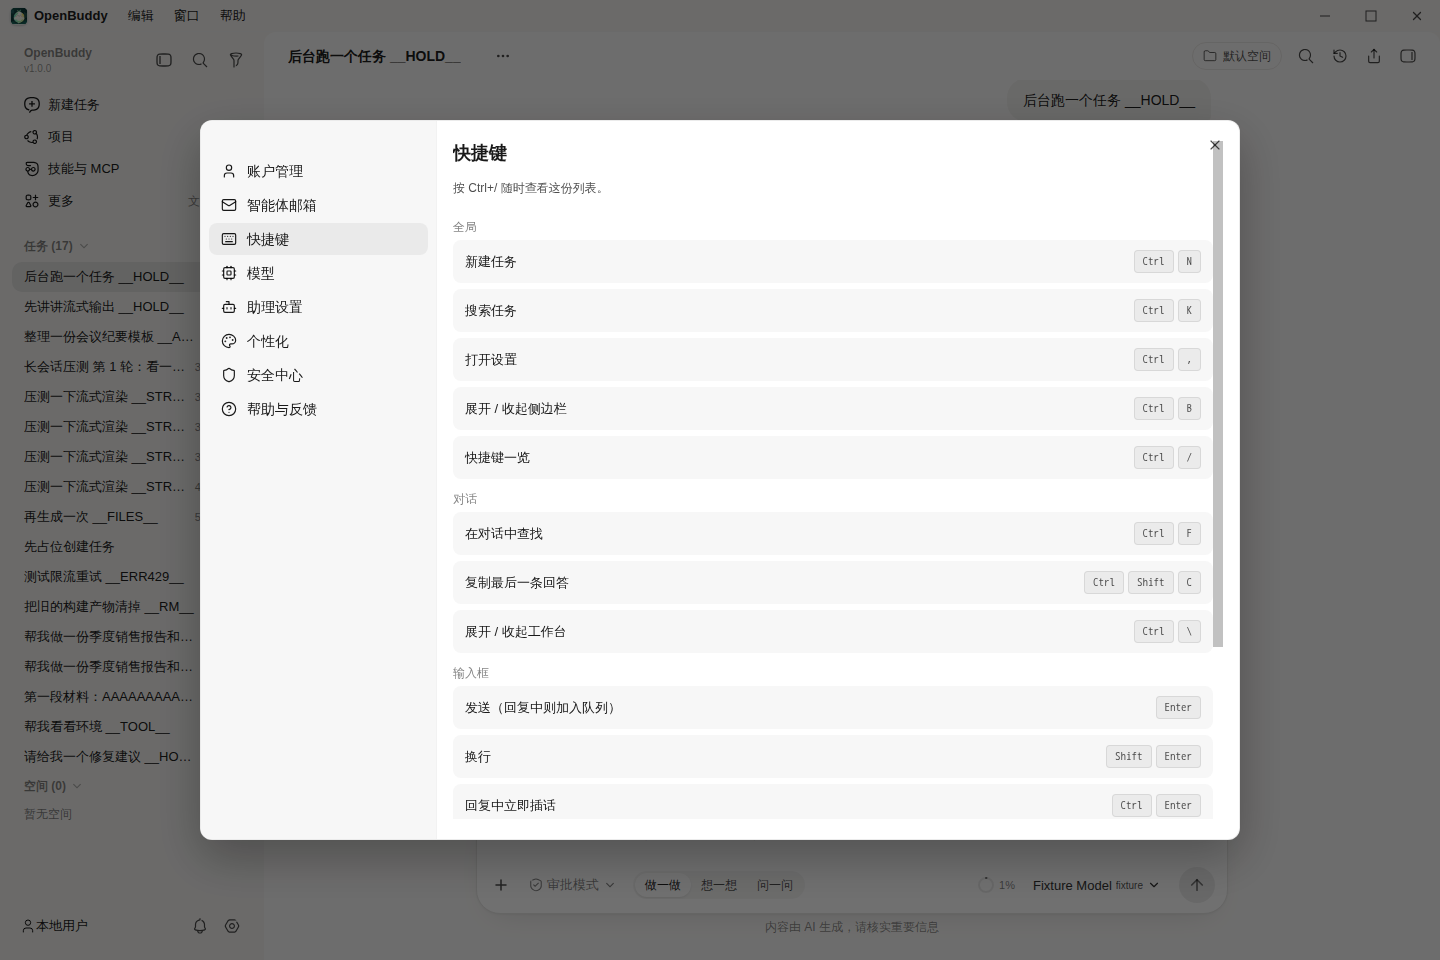 OpenBuddy 编辑 窗口 帮助
OpenBuddy
v1.0.0
新建任务
项目
技能与 MCP
更多
任务 (17)
后台跑一个任务 __HOLD__
先讲讲流式输出 __HOLD__
整理一份会议纪要模板 __A…
长会话压测 第 1 轮：看一…
压测一下流式渲染 __STR…
压测一下流式渲染 __STR…
压测一下流式渲染 __STR…
压测一下流式渲染 __STR…
再生成一次 __FILES__
先占位创建任务
测试限流重试 __ERR429__
把旧的构建产物清掉 __RM__
帮我做一份季度销售报告和…
帮我做一份季度销售报告和…
第一段材料：AAAAAAAAA…
帮我看看环境 __TOOL__
请给我一个修复建议 __HO…
空间 (0)
暂无空间
本地用户
后台跑一个任务 __HOLD__
默认空间
后台跑一个任务 __HOLD__
账户管理
智能体邮箱
快捷键
模型
助理设置
个性化
安全中心
帮助与反馈
快捷键
按 Ctrl+/ 随时查看这份列表。
全局
新建任务 Ctrl N
搜索任务 Ctrl K
打开设置 Ctrl ,
展开 / 收起侧边栏 Ctrl B
快捷键一览 Ctrl /
对话
在对话中查找 Ctrl F
复制最后一条回答 Ctrl Shift C
展开 / 收起工作台 Ctrl \
输入框
发送（回复中则加入队列） Enter
换行 Shift Enter
回复中立即插话 Ctrl Enter
审批模式 做一做 想一想 问一问 1% Fixture Model fixture
内容由 AI 生成，请核实重要信息